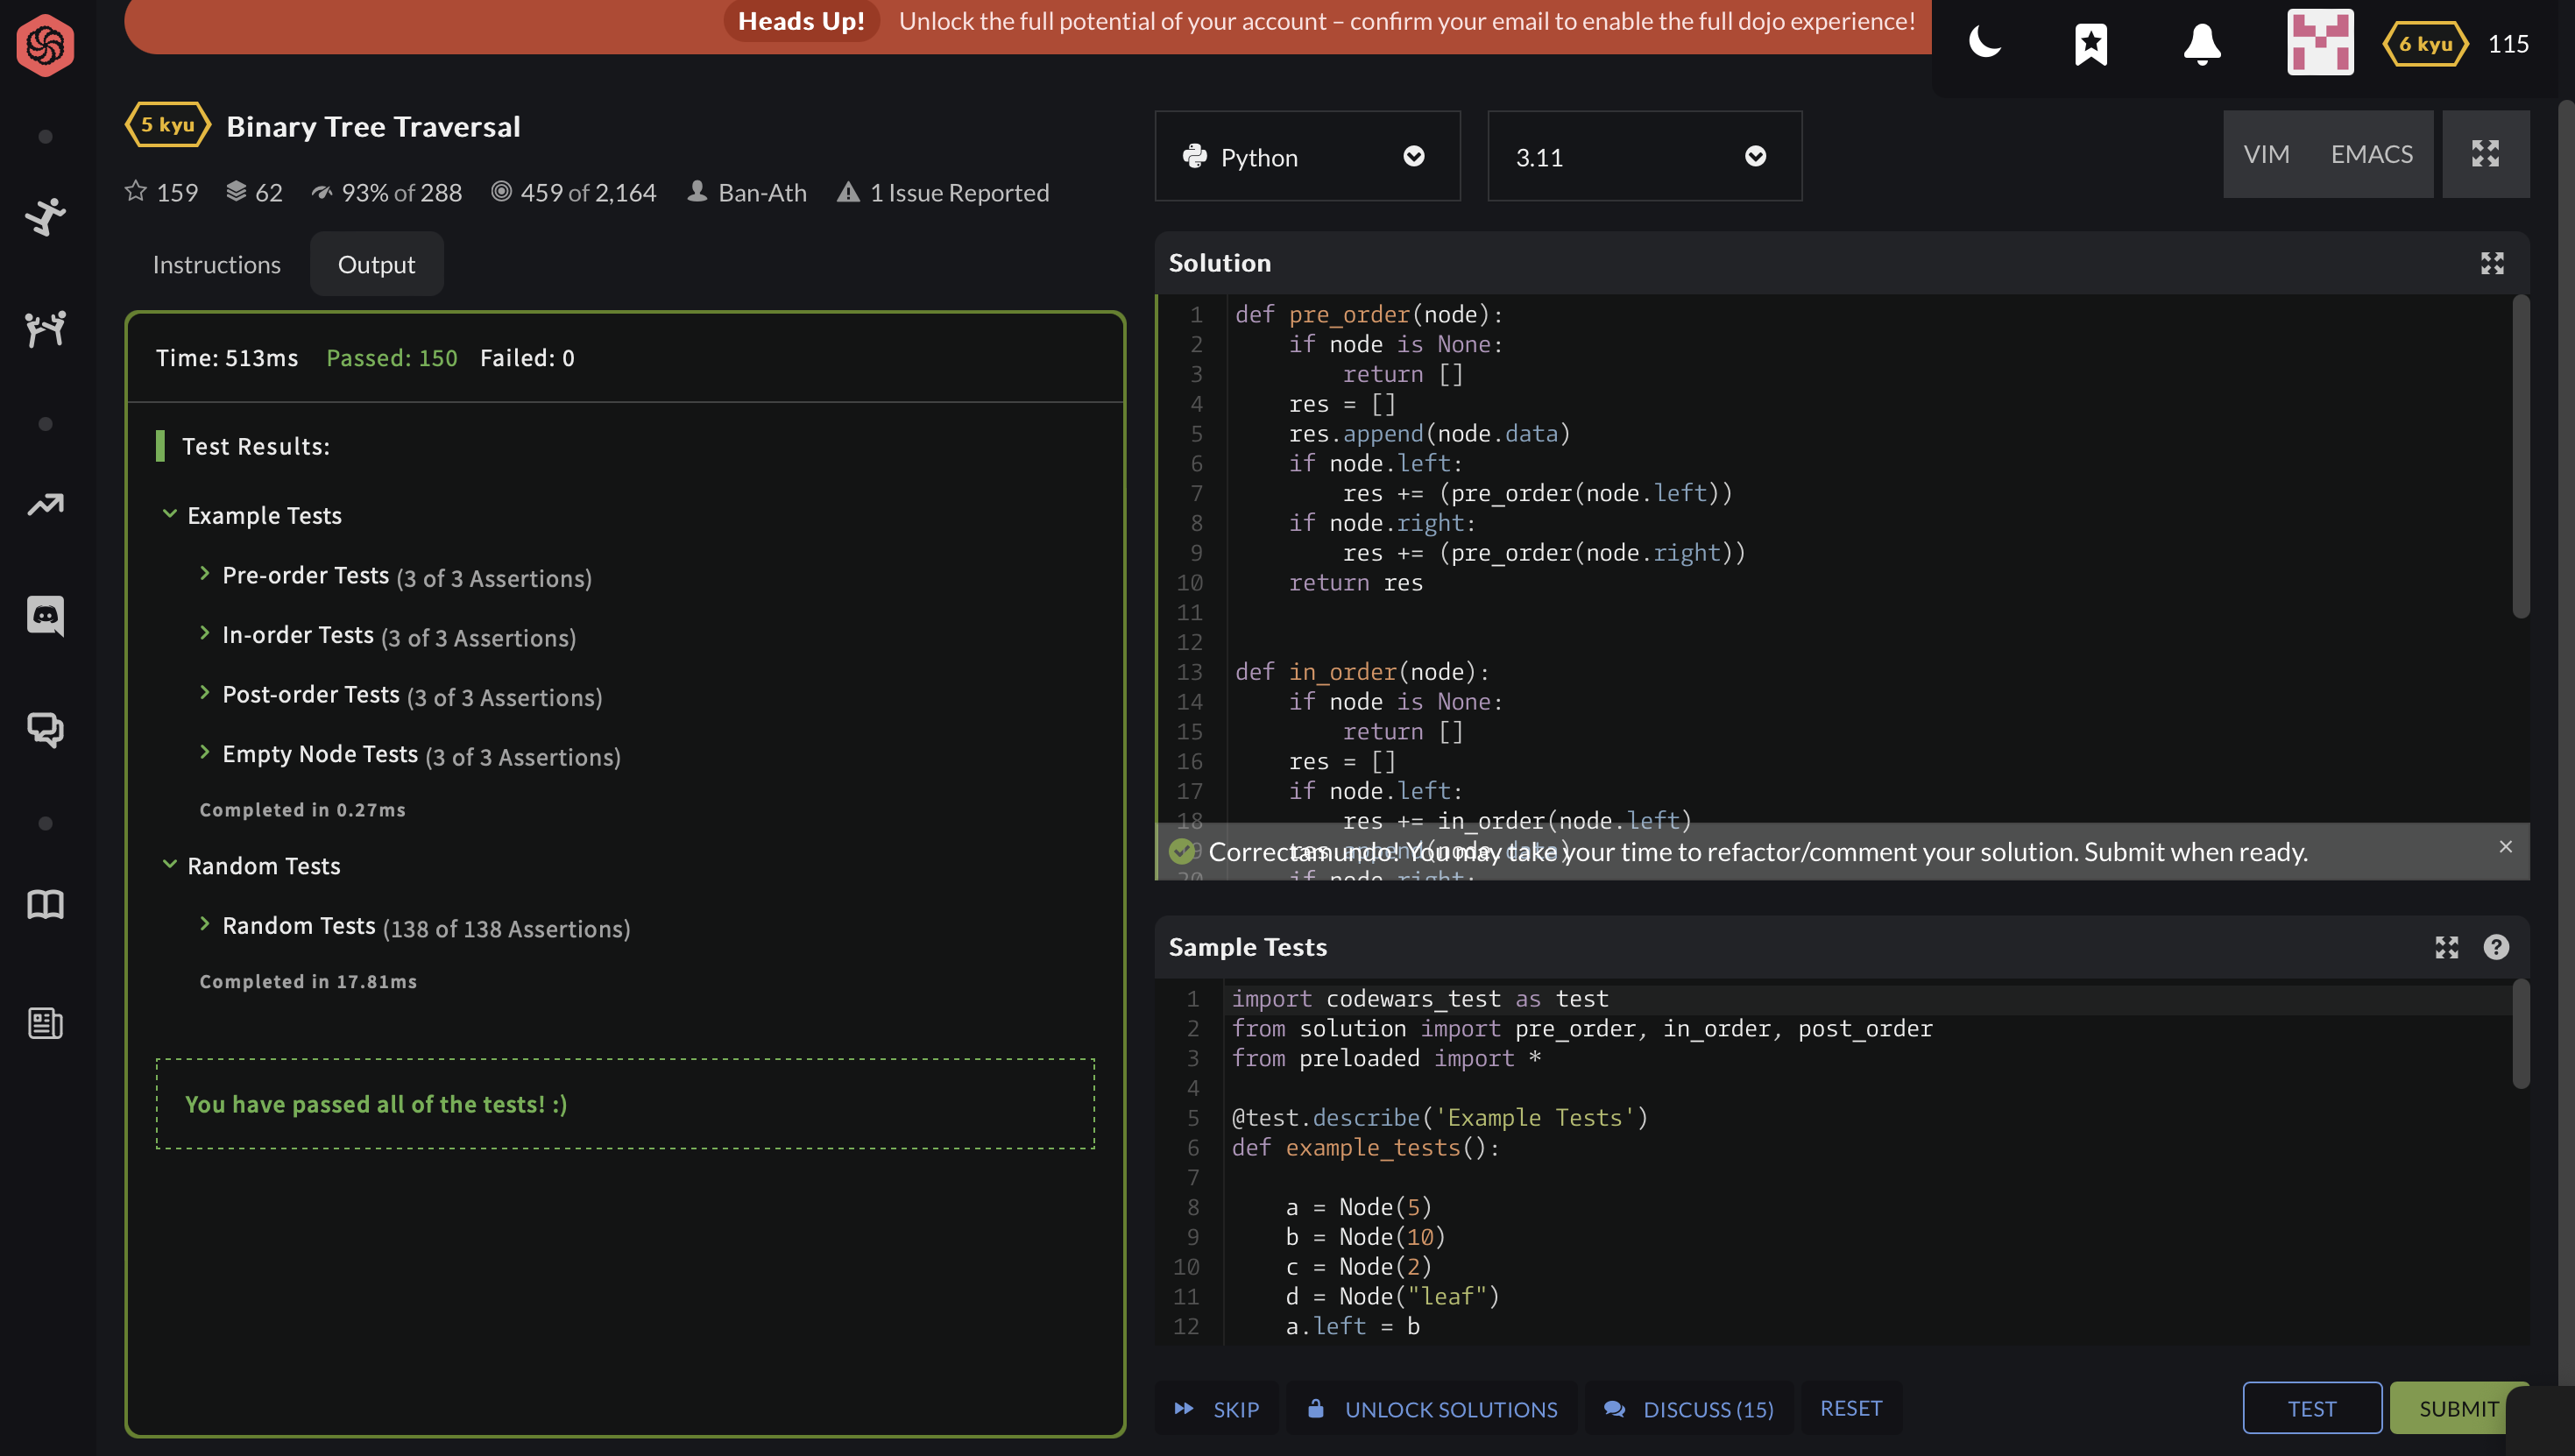 Heads Up! Unlock the full potential of your account – confirm your email to enable the full dojo experience!
6 kyu 115
5 kyu Binary Tree Traversal
159 62 93% of 288 459 of 2,164 Ban-Ath 1 Issue Reported
Instructions Output
Time: 513ms Passed: 150 Failed: 0
Test Results:
Example Tests
Pre-order Tests (3 of 3 Assertions)
In-order Tests (3 of 3 Assertions)
Post-order Tests (3 of 3 Assertions)
Empty Node Tests (3 of 3 Assertions)
Completed in 0.27ms
Random Tests
Random Tests (138 of 138 Assertions)
Completed in 17.81ms
You have passed all of the tests! :)
Python 3.11 VIM EMACS
Solution
1 def pre_order(node):
2     if node is None:
3         return []
4     res = []
5     res.append(node.data)
6     if node.left:
7         res += (pre_order(node.left))
8     if node.right:
9         res += (pre_order(node.right))
10     return res
11
12
13 def in_order(node):
14     if node is None:
15         return []
16     res = []
17     if node.left:
18         res += in_order(node.left)
Correctamundo! You may take your time to refactor/comment your solution. Submit when ready.
20     if node.right:
Sample Tests
1 import codewars_test as test
2 from solution import pre_order, in_order, post_order
3 from preloaded import *
4
5 @test.describe('Example Tests')
6 def example_tests():
7
8     a = Node(5)
9     b = Node(10)
10     c = Node(2)
11     d = Node("leaf")
12     a.left = b
SKIP UNLOCK SOLUTIONS DISCUSS (15) RESET TEST SUBMIT